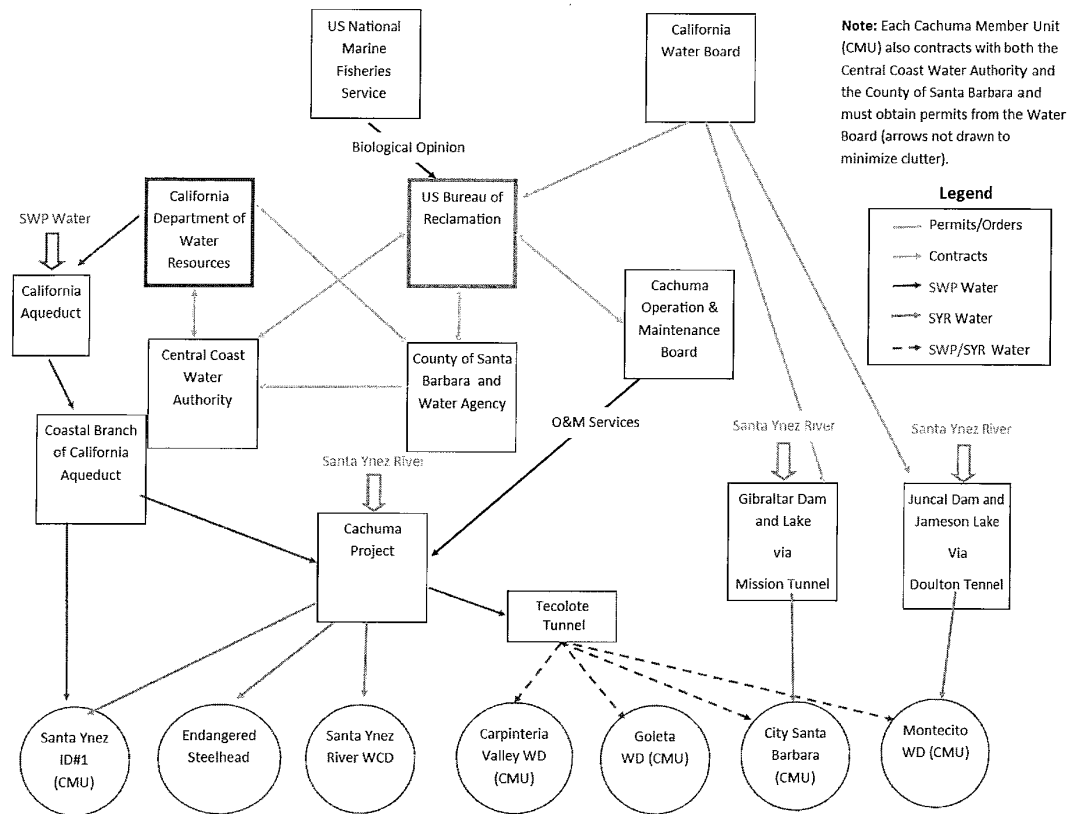 US National
Marine
Fisheries
Service
California
Water Board
Note: Each Cachuma Member Unit
(CMU) also contracts with both the
Central Coast Water Authority and
the County of Santa Barbara and
must obtain permits from the Water
Board (arrows not drawn to
minimize clutter).
Biological Opinion
Legend
Permits/Orders
Contracts
SWP Water
SYR Water
SWP/SYR Water
SWP Water
California
Department of
Water
Resources
US Bureau of
Reclamation
California
Aqueduct
Cachuma
Operation &
Maintenance
Board
Central Coast
Water
Authority
County of Santa
Barbara and
Water Agency
O&M Services
Coastal Branch
of California
Aqueduct
Santa Ynez River
Santa Ynez River
Santa Ynez River
Cachuma
Project
Gibraltar Dam
and Lake
via
Mission Tunnel
Juncal Dam and
Jameson Lake
Via
Doulton Tennel
Tecolote
Tunnel
Santa Ynez
ID#1
(CMU)
Endangered
Steelhead
Santa Ynez
River WCD
Carpinteria
Valley WD
(CMU)
Goleta
WD (CMU)
City Santa
Barbara
(CMU)
Montecito
WD (CMU)